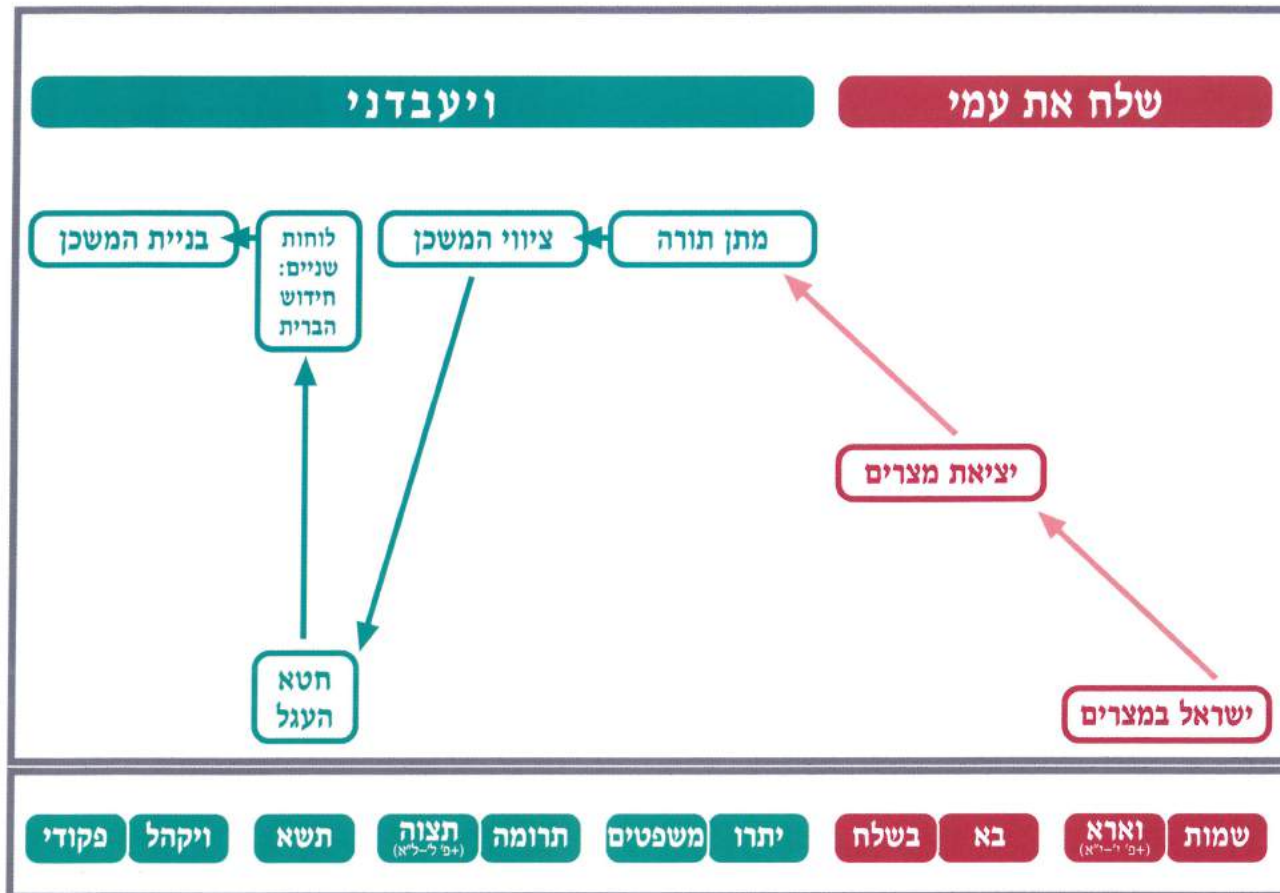 שלח את עמי
ויעבדני
מתן תורה
ציווי המשכן
לוחות
שניים:
חידוש
הברית
בניית המשכן
יציאת מצרים
חטא
העגל
ישראל במצרים
שמות
וארא
(+פ' י'–י"א)
בא
בשלח
יתרו
משפטים
תרומה
תצוה
(+פ' ל'–ל"א)
תשא
ויקהל
פקודי